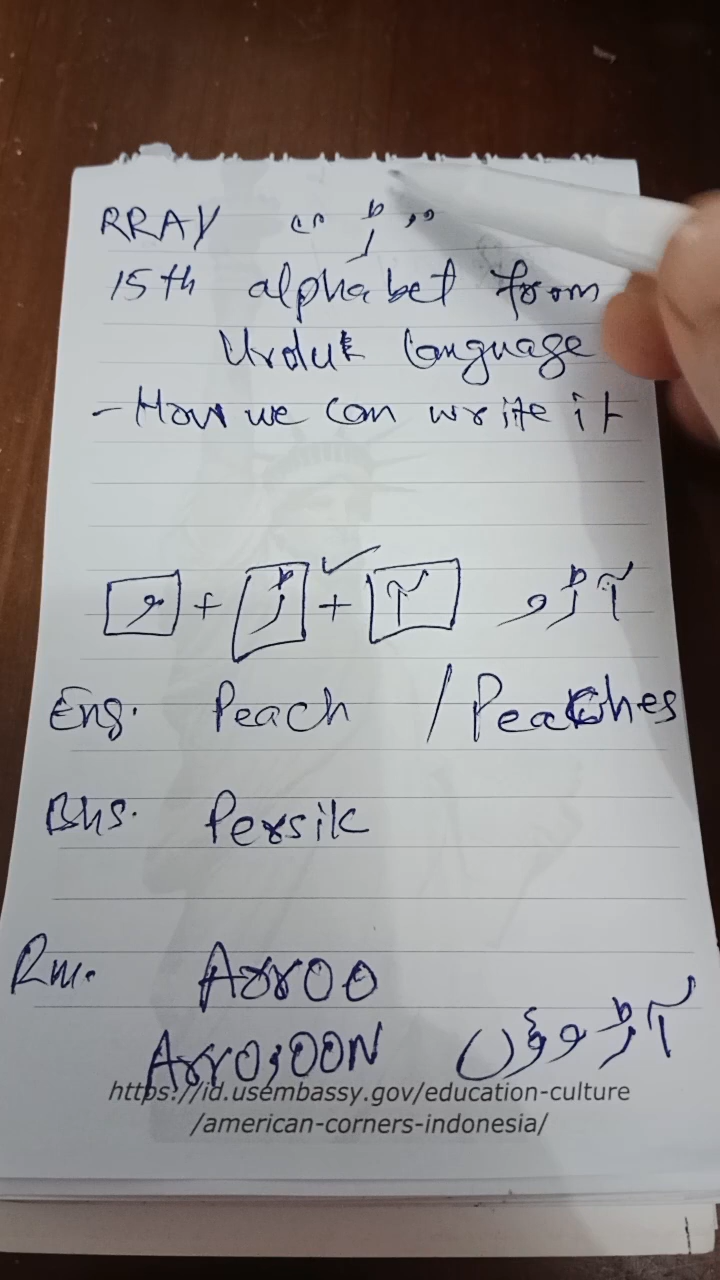 RRAY “ ڑ ”
15th alphabet from
Urdu language
- How we can write it
و + ڑ + آ آڑو
Eng. Peach / Peaches
Bhs. Persik
Rm. Arroo
Arro,oon آڑوؤں
https://id.usembassy.gov/education-culture
/american-corners-indonesia/